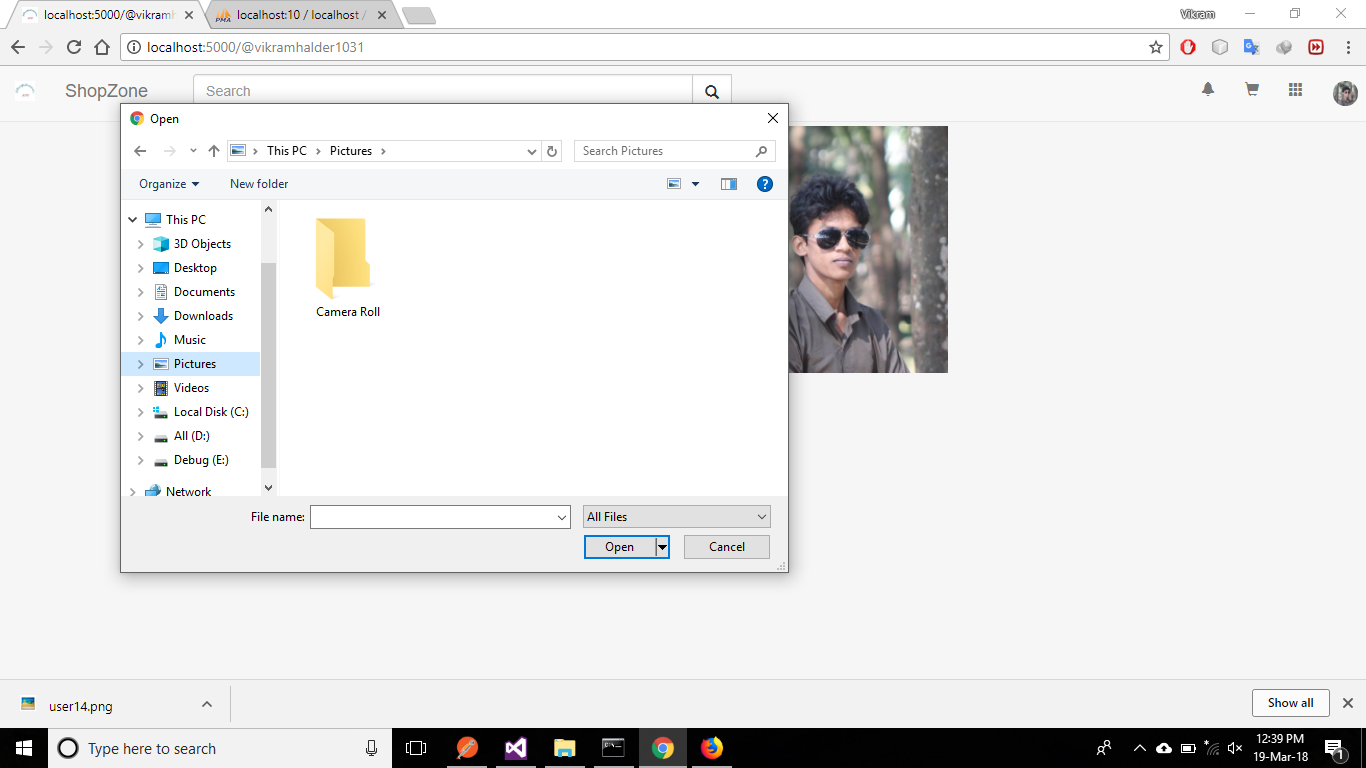 localhost:5000/@vikramh
PMA
localhost:10 / localhost /
Vikram
localhost:5000/@vikramhalder1031
ShopZone
Search
Open
This PC
Pictures
Search Pictures
Organize
New folder
?
This PC
3D Objects
Desktop
Documents
Downloads
Music
Pictures
Videos
Local Disk (C:)
All (D:)
Debug (E:)
Network
Camera Roll
File name:
All Files
Open
Cancel
user14.png
Show all
Type here to search
12:39 PM
19-Mar-18
1